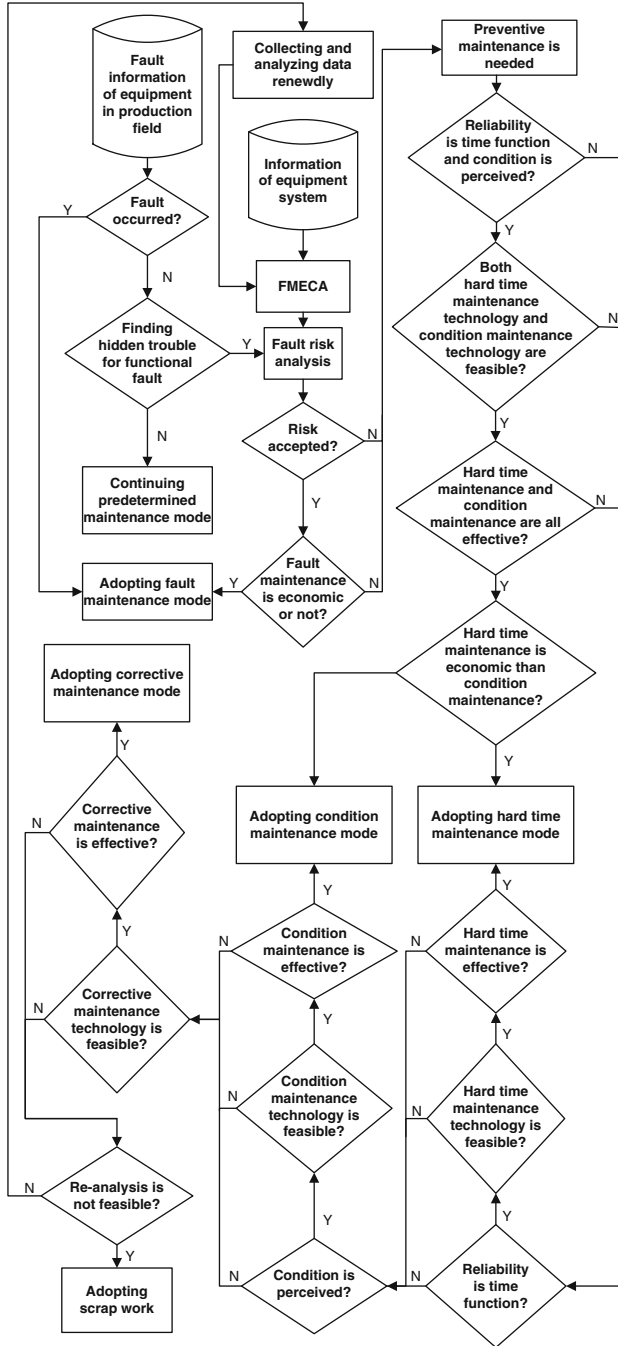 Fault
information
of equipment
in production
field
Collecting and
analyzing data
renewdly
Preventive
maintenance is
needed
Information
of equipment
system
Reliability
is time function
and condition is
perceived?
N
Y
Fault
occurred?
Y
N
FMECA
Both
hard time
maintenance
technology and
condition maintenance
technology are
feasible?
N
Y
Finding
hidden trouble
for functional
fault
Y
N
Fault risk
analysis
Risk
accepted?
N
Y
Continuing
predetermined
maintenance mode
Hard time
maintenance and
condition
maintenance are all
effective?
N
Y
Adopting fault
maintenance mode
Y
Fault
maintenance
is economic
or not?
N
Hard time
maintenance is
economic than
condition
maintenance?
Y
Adopting corrective
maintenance mode
Y
Corrective
maintenance
is effective?
N
Y
Adopting condition
maintenance mode
Y
Adopting hard time
maintenance mode
Y
Condition
maintenance is
effective?
N
Y
Hard time
maintenance is
effective?
N
Y
Corrective
maintenance
technology is
feasible?
N
Condition
maintenance
technology is
feasible?
N
Y
Hard time
maintenance
technology is
feasible?
N
Y
Re-analysis is
not feasible?
N
Y
Condition is
perceived?
N
Reliability
is time
function?
N
Adopting
scrap work